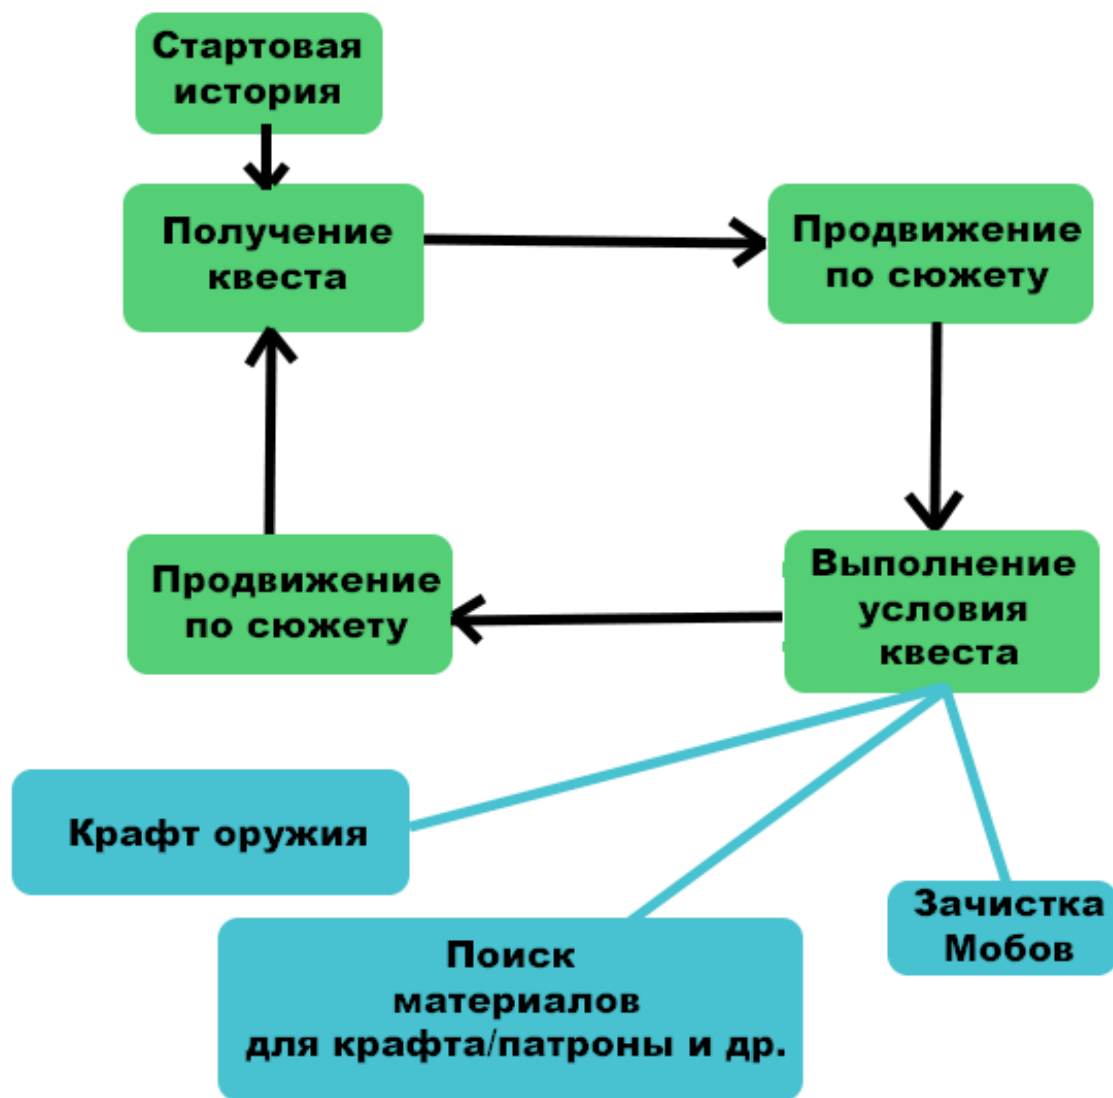 Стартовая
история
Получение
квеста
Продвижение
по сюжету
Выполнение
условия
квеста
Продвижение
по сюжету
Крафт оружия
Поиск
материалов
для крафта/патроны и др.
Зачистка
Мобов